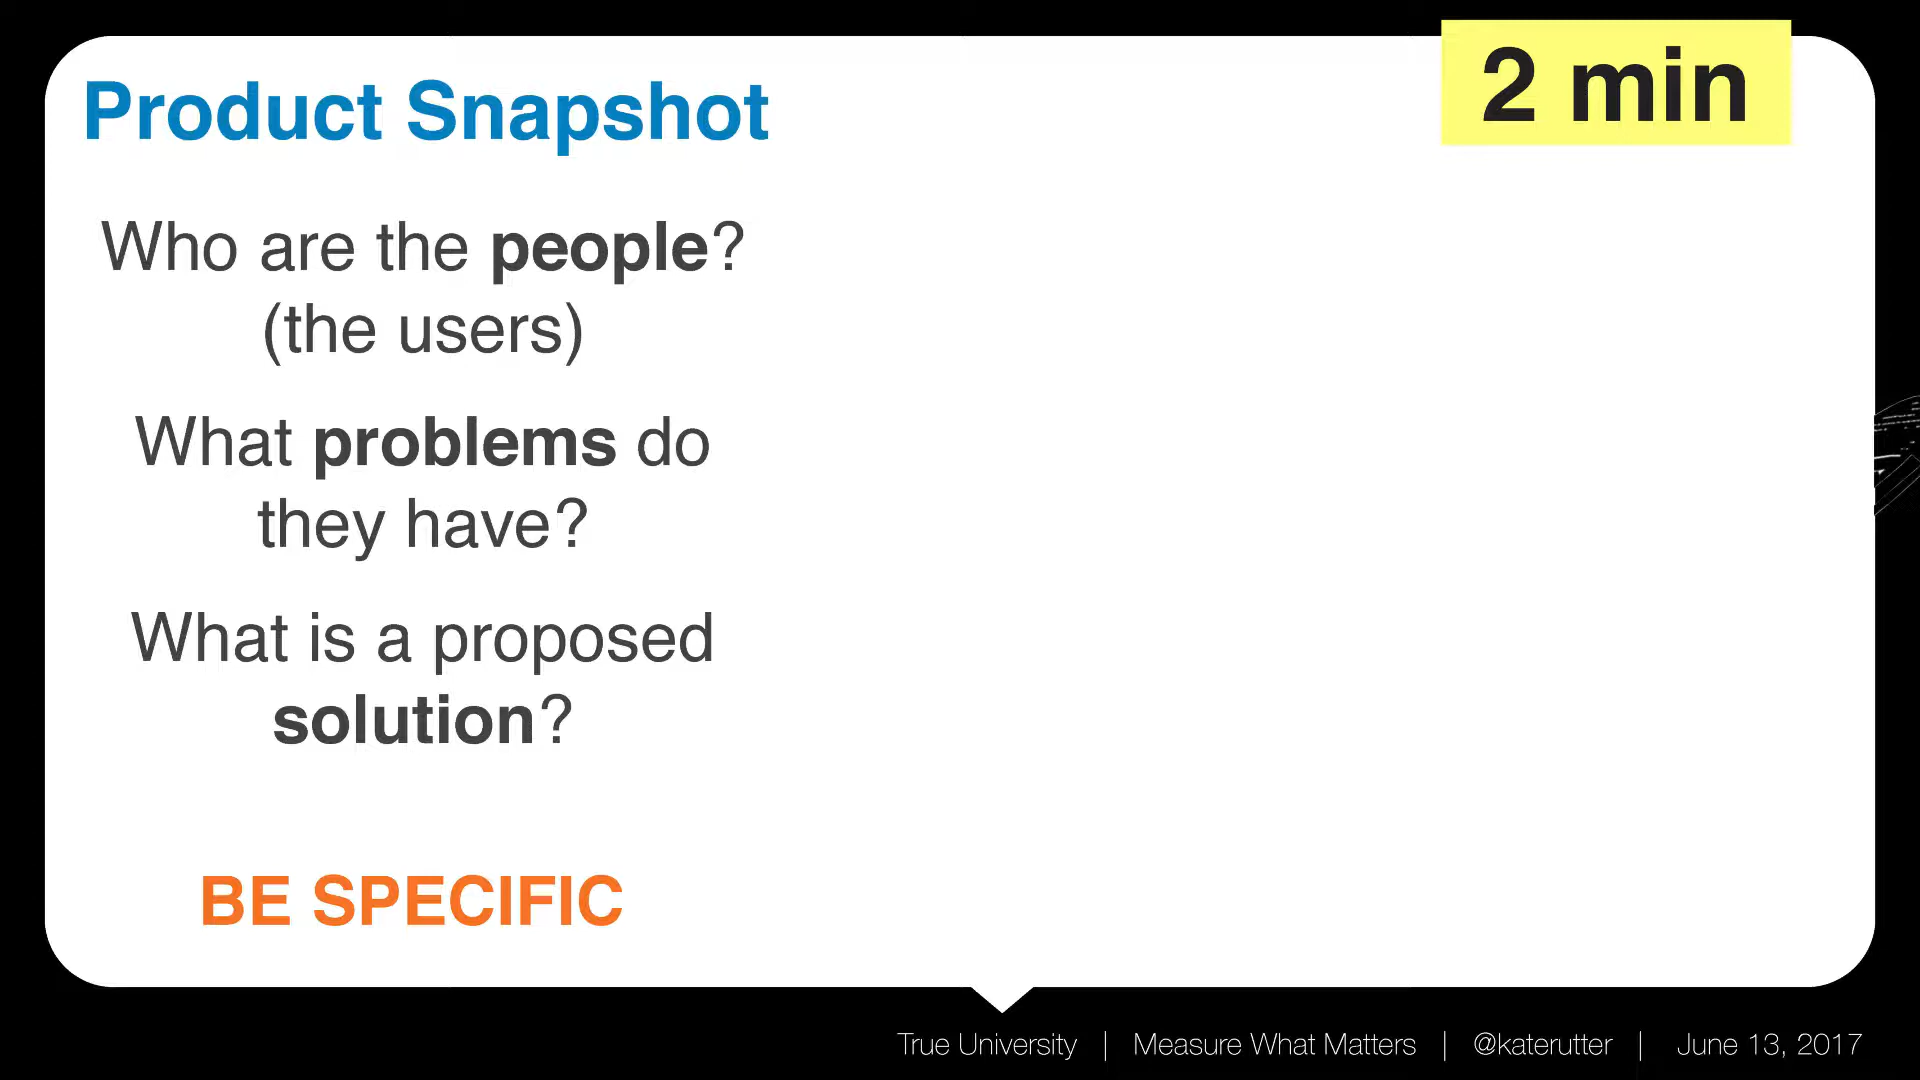 Product Snapshot
2 min
Who are the people?
(the users)
What problems do
they have?
What is a proposed
solution?
BE SPECIFIC
True University | Measure What Matters | @katerutter | June 13, 2017